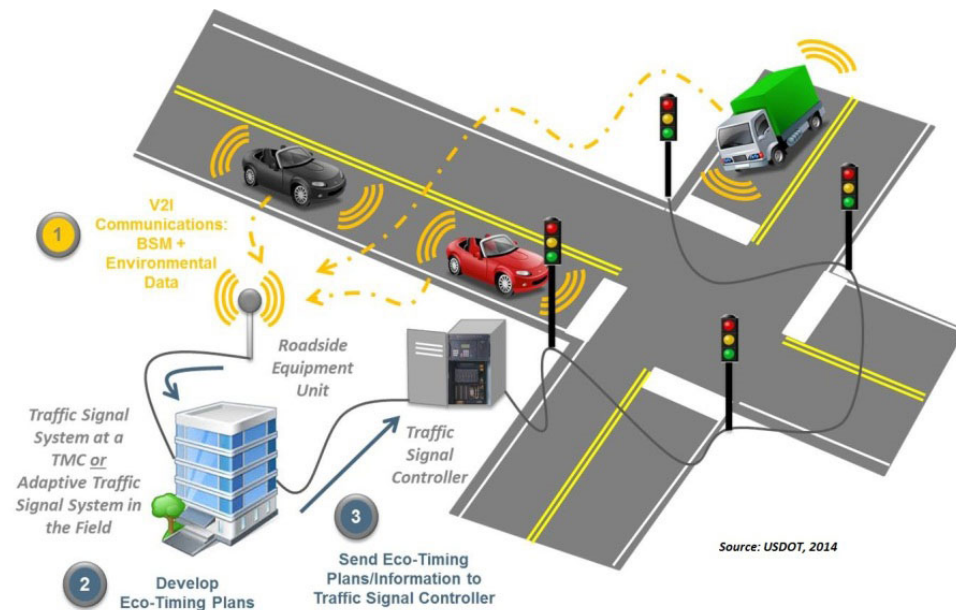 1
V2I
Communications:
BSM +
Environmental
Data
Roadside
Equipment
Unit
Traffic Signal
System at a
TMC or
Adaptive Traffic
Signal System in
the Field
Traffic
Signal
Controller
2
Develop
Eco-Timing Plans
3
Send Eco-Timing
Plans/Information to
Traffic Signal Controller
Source: USDOT, 2014